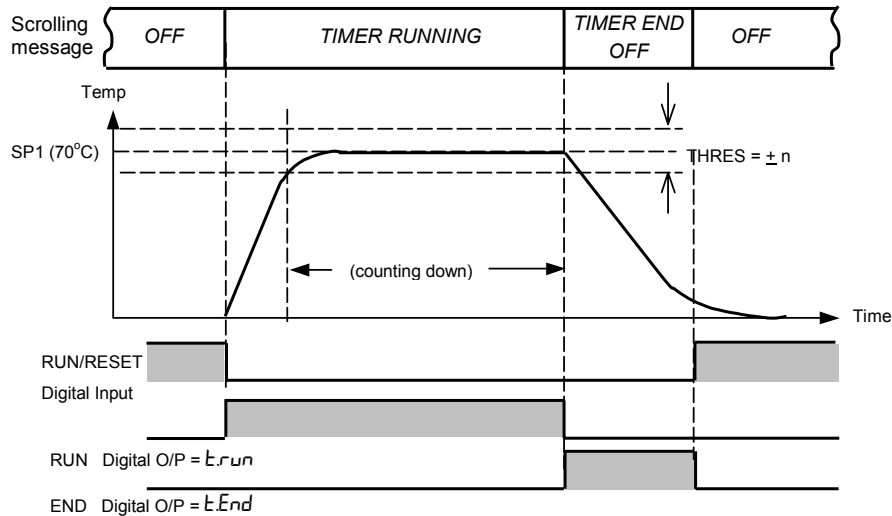 Scrolling
message
OFF
TIMER RUNNING
TIMER END
OFF
OFF
Temp
SP1 (70°C)
THRES = ± n
(counting down)
Time
RUN/RESET
Digital Input
RUN Digital O/P = t.run
END Digital O/P = t.End